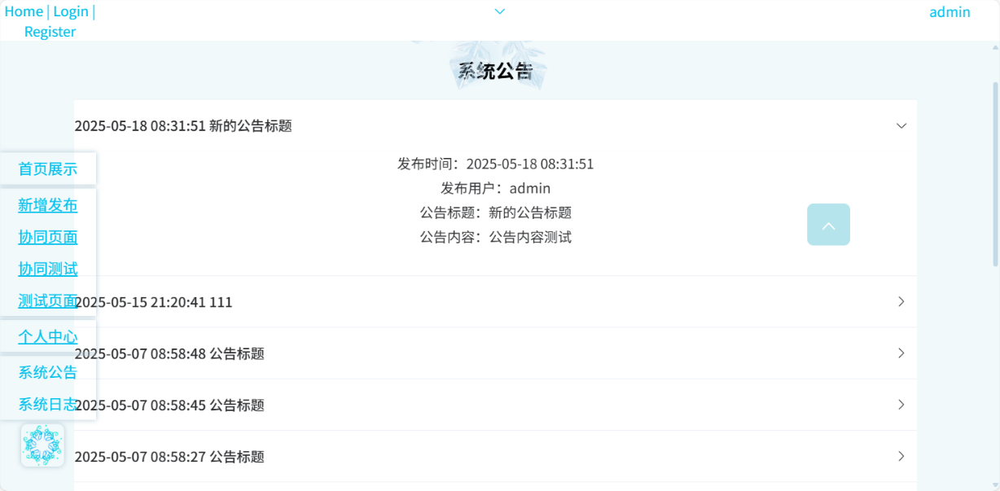 Home | Login |
Register
admin
系统公告
2025-05-18 08:31:51 新的公告标题
发布时间：2025-05-18 08:31:51
发布用户：admin
公告标题：新的公告标题
公告内容：公告内容测试
首页展示
新增发布
协同页面
协同测试
测试页面
个人中心
系统公告
系统日志
2025-05-15 21:20:41 111
2025-05-07 08:58:48 公告标题
2025-05-07 08:58:45 公告标题
2025-05-07 08:58:27 公告标题